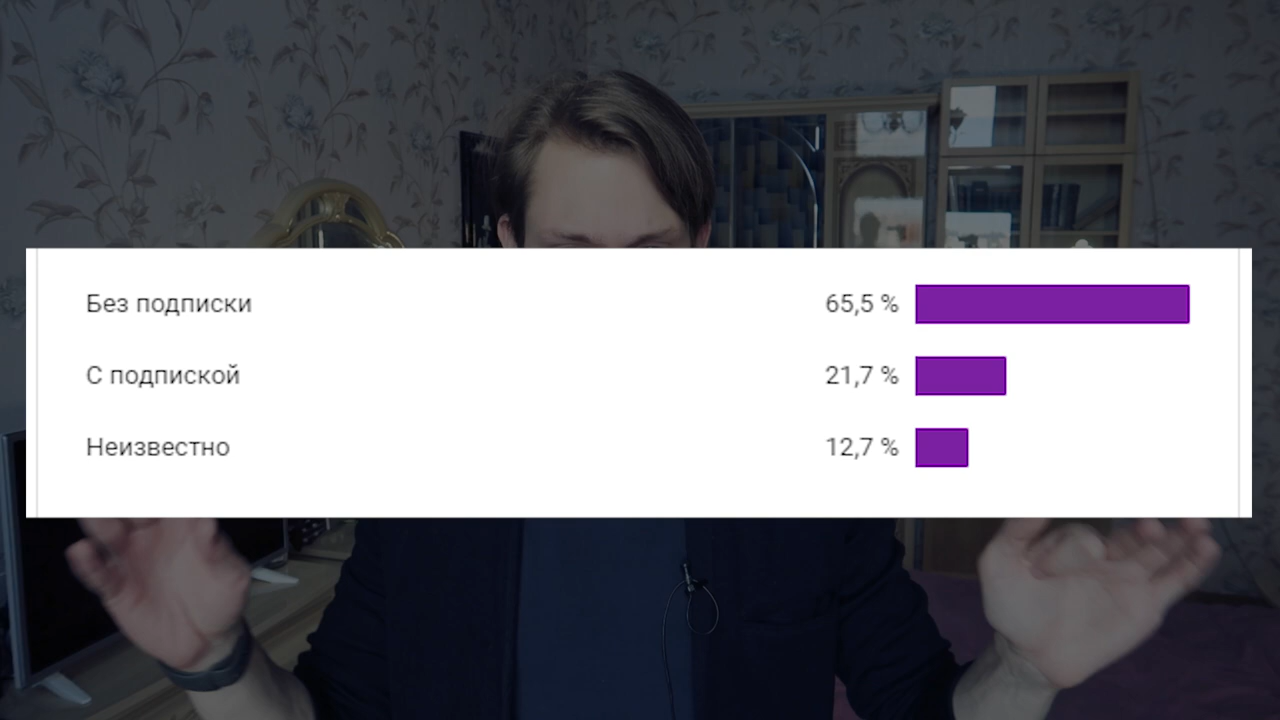 Без подписки 65,5 %
С подпиской 21,7 %
Неизвестно 12,7 %